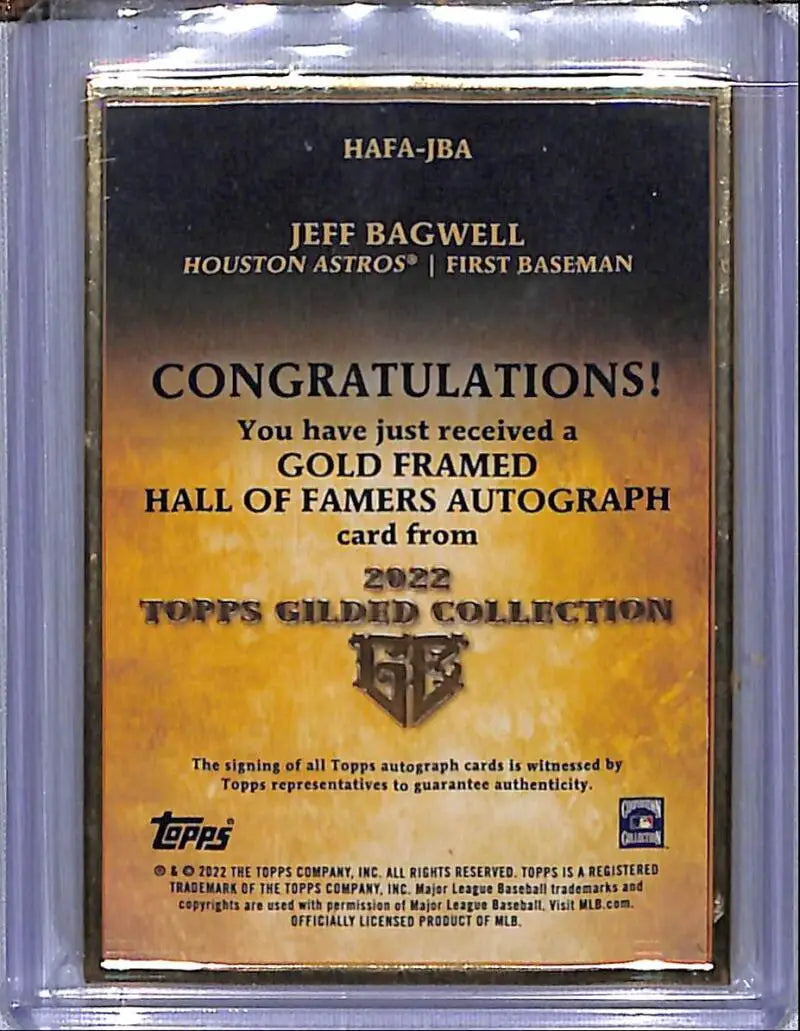 HAFA-JBA
JEFF BAGWELL
HOUSTON ASTROS® | FIRST BASEMAN
CONGRATULATIONS!
You have just received a
GOLD FRAMED
HALL OF FAMERS AUTOGRAPH
card from
2022
TOPPS GILDED COLLECTION
GC
The signing of all Topps autograph cards is witnessed by
Topps representatives to guarantee authenticity.
Topps®
COOPERSTOWN
COLLECTION
® & © 2022 THE TOPPS COMPANY, INC. ALL RIGHTS RESERVED. TOPPS IS A REGISTERED
TRADEMARK OF THE TOPPS COMPANY, INC. Major League Baseball trademarks and
copyrights are used with permission of Major League Baseball. Visit MLB.com.
OFFICIALLY LICENSED PRODUCT OF MLB.